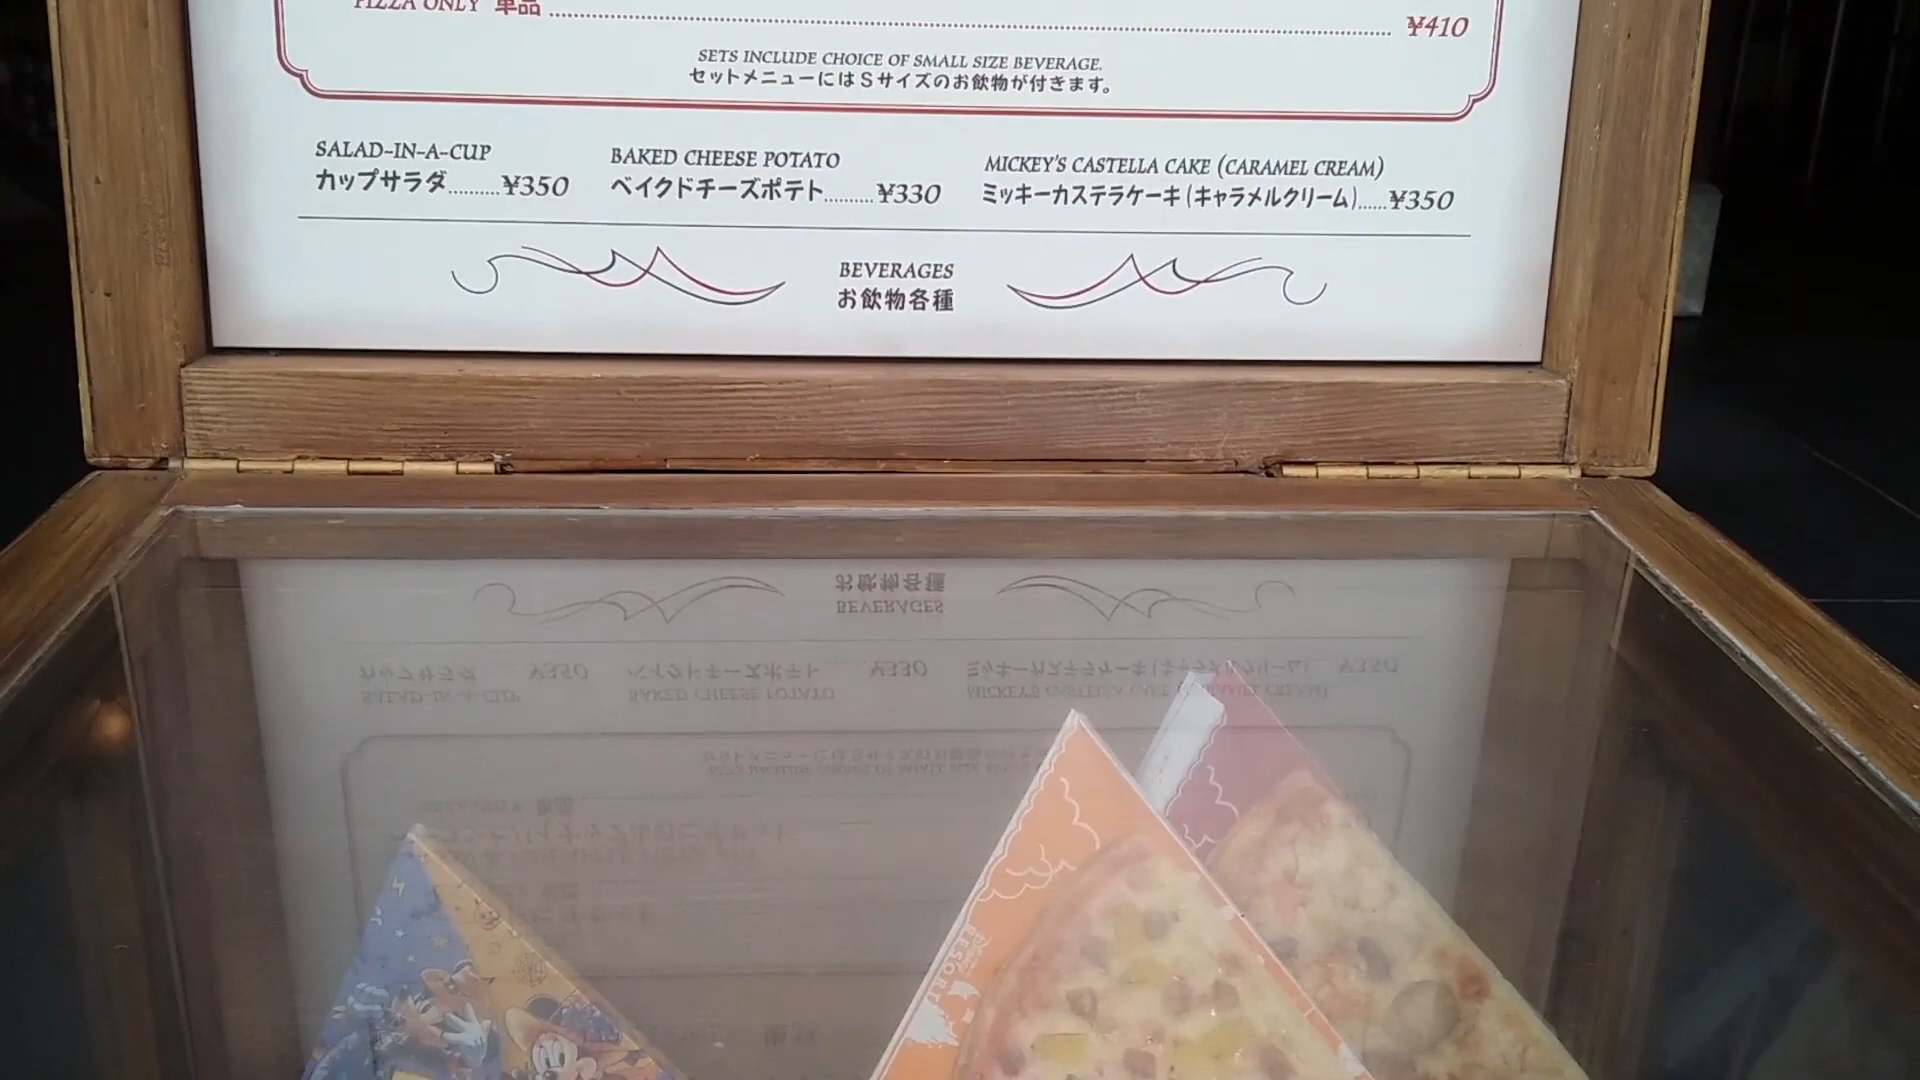 PIZZA ONLY 単品 ¥410
SETS INCLUDE CHOICE OF SMALL SIZE BEVERAGE.
セットメニューにはSサイズのお飲物が付きます。
SALAD-IN-A-CUP
カップサラダ..........¥350
BAKED CHEESE POTATO
ベイクドチーズポテト..........¥330
MICKEY'S CASTELLA CAKE (CARAMEL CREAM)
ミッキーカステラケーキ(キャラメルクリーム)......¥350
BEVERAGES
お飲物各種
RESORT